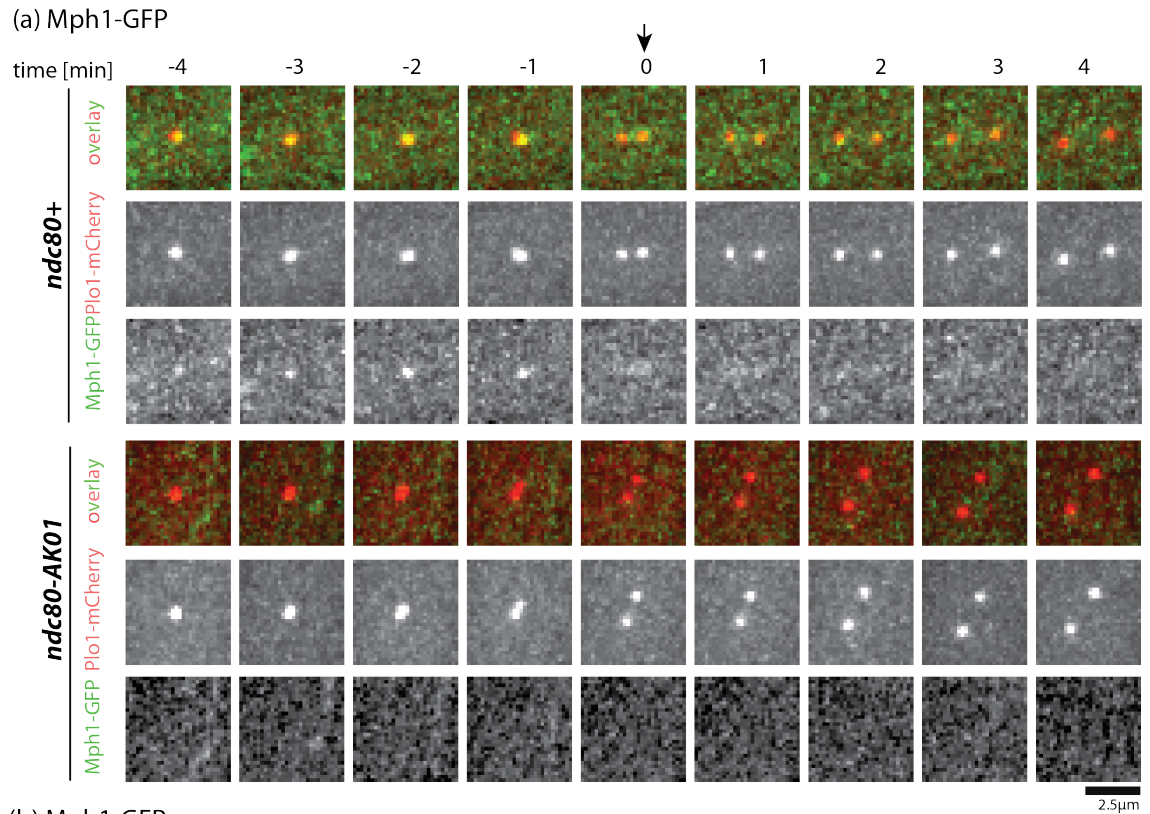 (a) Mph1-GFP
time [min] -4 -3 -2 -1 0 1 2 3 4
ndc80+
overlay
Plo1-mCherry
Mph1-GFP
ndc80-AK01
overlay
Plo1-mCherry
Mph1-GFP
2.5µm